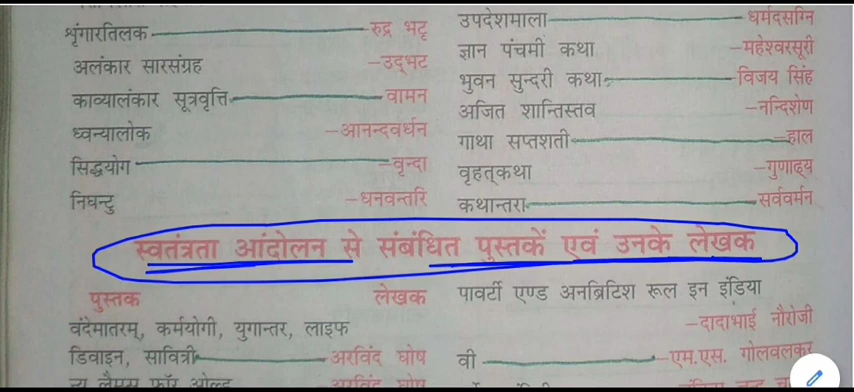 शृंगारतिलक रुद्र भट्ट
अलंकार सारसंग्रह -उद्भट
काव्यालंकार सूत्रवृत्ति वामन
ध्वन्यालोक -आनन्दवर्धन
सिद्धयोग -वृन्दा
निघन्टु -धनवन्तरि
उपदेशमाला धर्मदसग्नि
ज्ञान पंचमी कथा -महेश्वरसूरी
भुवन सुन्दरी कथा -विजय सिंह
अजित शान्तिस्तव -नन्दिशेण
गाथा सप्तशती -हाल
वृहत्कथा -गुणाढ्य
कथान्तरा सर्ववर्मन
स्वतंत्रता आंदोलन से संबंधित पुस्तकें एवं उनके लेखक
पुस्तक लेखक
वंदेमातरम्, कर्मयोगी, युगान्तर, लाइफ
डिवाइन, सावित्री -अरविंद घोष
न्यू लैम्प्स फॉर ओल्ड -अरविंद घोष
पावर्टी एण्ड अनब्रिटिश रूल इन इंडिया
-दादाभाई नौरोजी
वी -एम.एस. गोलवलकर